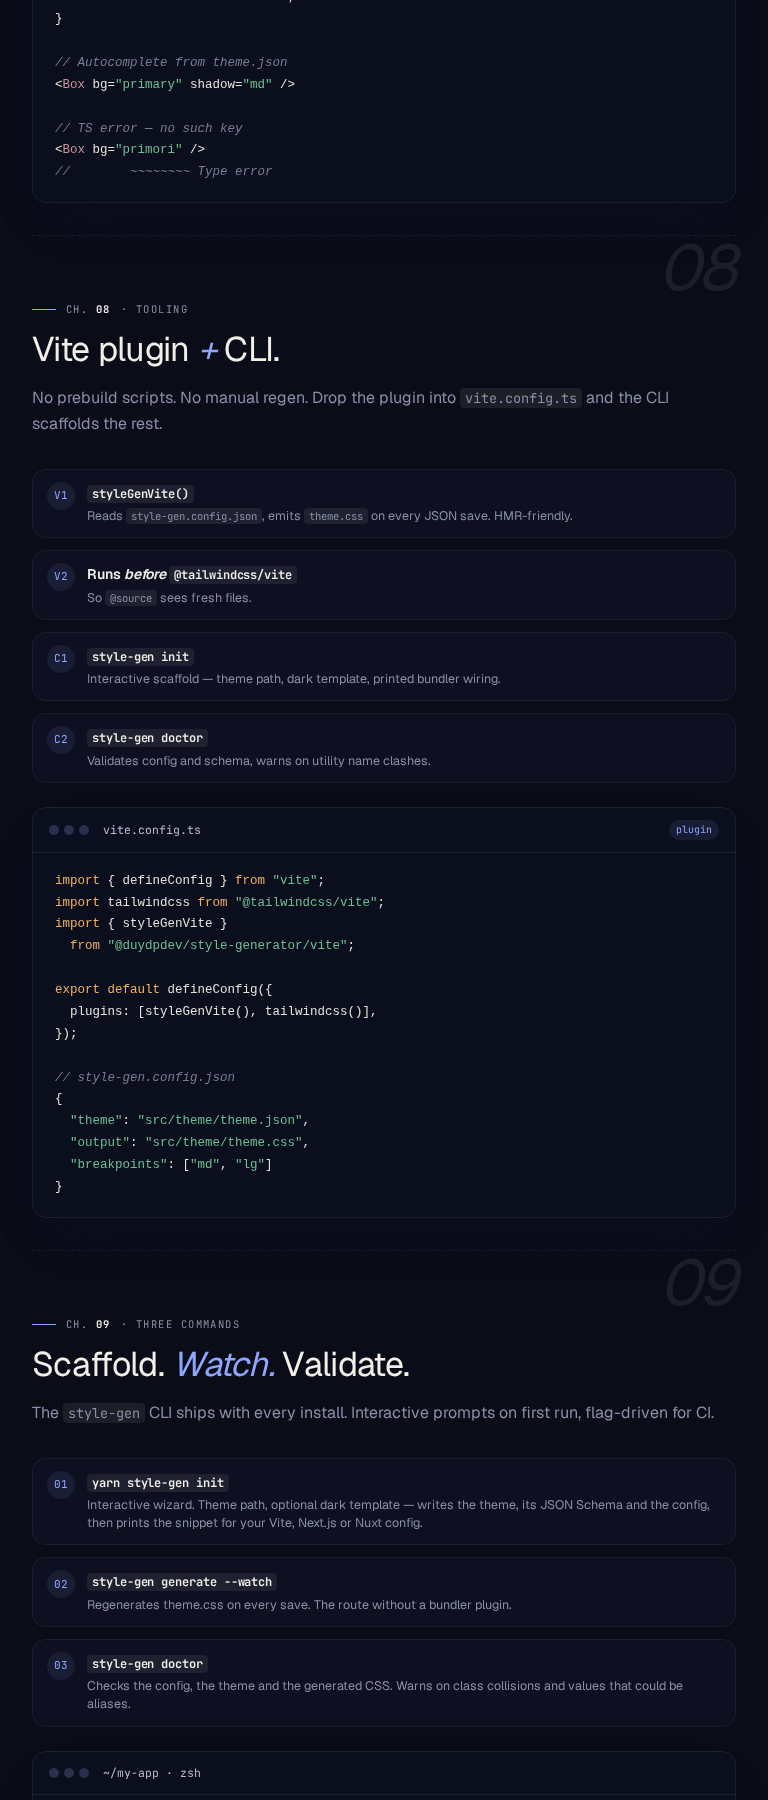 }
// Autocomplete from theme.json
<Box bg="primary" shadow="md" />
// TS error — no such key
<Box bg="primori" />
//        ~~~~~~~~ Type error
08
CH. 08 · TOOLING
Vite plugin + CLI.
No prebuild scripts. No manual regen. Drop the plugin into vite.config.ts and the CLI
scaffolds the rest.
V1 styleGenVite()
Reads style-gen.config.json, emits theme.css on every JSON save. HMR-friendly.
V2 Runs before @tailwindcss/vite
So @source sees fresh files.
C1 style-gen init
Interactive scaffold — theme path, dark template, printed bundler wiring.
C2 style-gen doctor
Validates config and schema, warns on utility name clashes.
vite.config.ts plugin
import { defineConfig } from "vite";
import tailwindcss from "@tailwindcss/vite";
import { styleGenVite }
  from "@duydpdev/style-generator/vite";
export default defineConfig({
  plugins: [styleGenVite(), tailwindcss()],
});
// style-gen.config.json
{
  "theme": "src/theme/theme.json",
  "output": "src/theme/theme.css",
  "breakpoints": ["md", "lg"]
}
09
CH. 09 · THREE COMMANDS
Scaffold. Watch. Validate.
The style-gen CLI ships with every install. Interactive prompts on first run, flag-driven for CI.
01 yarn style-gen init
Interactive wizard. Theme path, optional dark template — writes the theme, its JSON Schema and the config,
then prints the snippet for your Vite, Next.js or Nuxt config.
02 style-gen generate --watch
Regenerates theme.css on every save. The route without a bundler plugin.
03 style-gen doctor
Checks the config, the theme and the generated CSS. Warns on class collisions and values that could be
aliases.
~/my-app · zsh